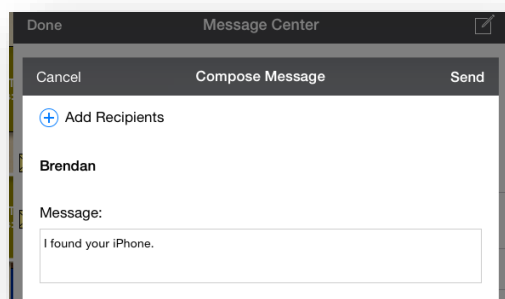 Done Message Center
Cancel Compose Message Send
Add Recipients
Brendan
Message:
I found your iPhone.